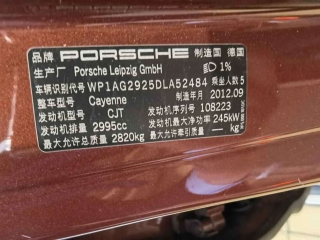 品牌 PORSCHE 制造国 德国
生产厂 Porsche Leipzig GmbH 1%
车辆识别代号 WP1AG2925DLA52484 乘坐人数 5
整车型号 Cayenne 制造年月 2012.09
发动机型号 CJT 发动机号 108223
发动机排量 2995cc 发动机最大净功率 245kW
最大允许总质量 2820kg 最大允许牵引质量 — kg